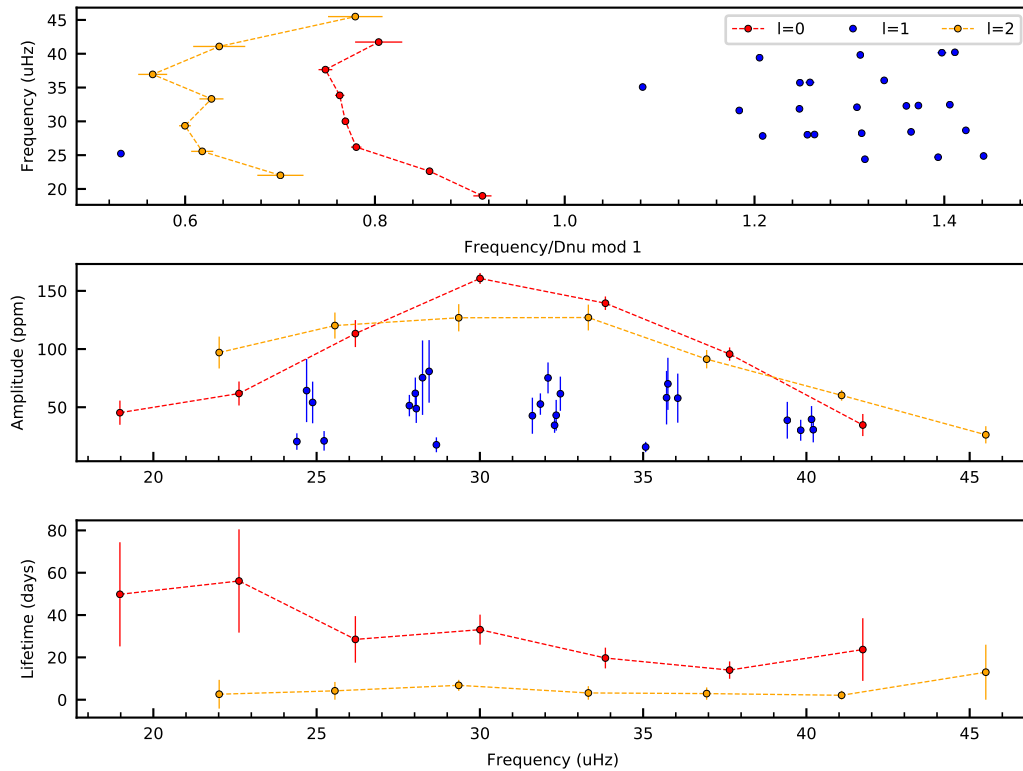 45
40
35
30
25
20
Frequency (uHz)
l=0 l=1 l=2
0.6 0.8 1.0 1.2 1.4
Frequency/Dnu mod 1
150
100
50
Amplitude (ppm)
20 25 30 35 40 45
80
60
40
20
0
Lifetime (days)
20 25 30 35 40 45
Frequency (uHz)